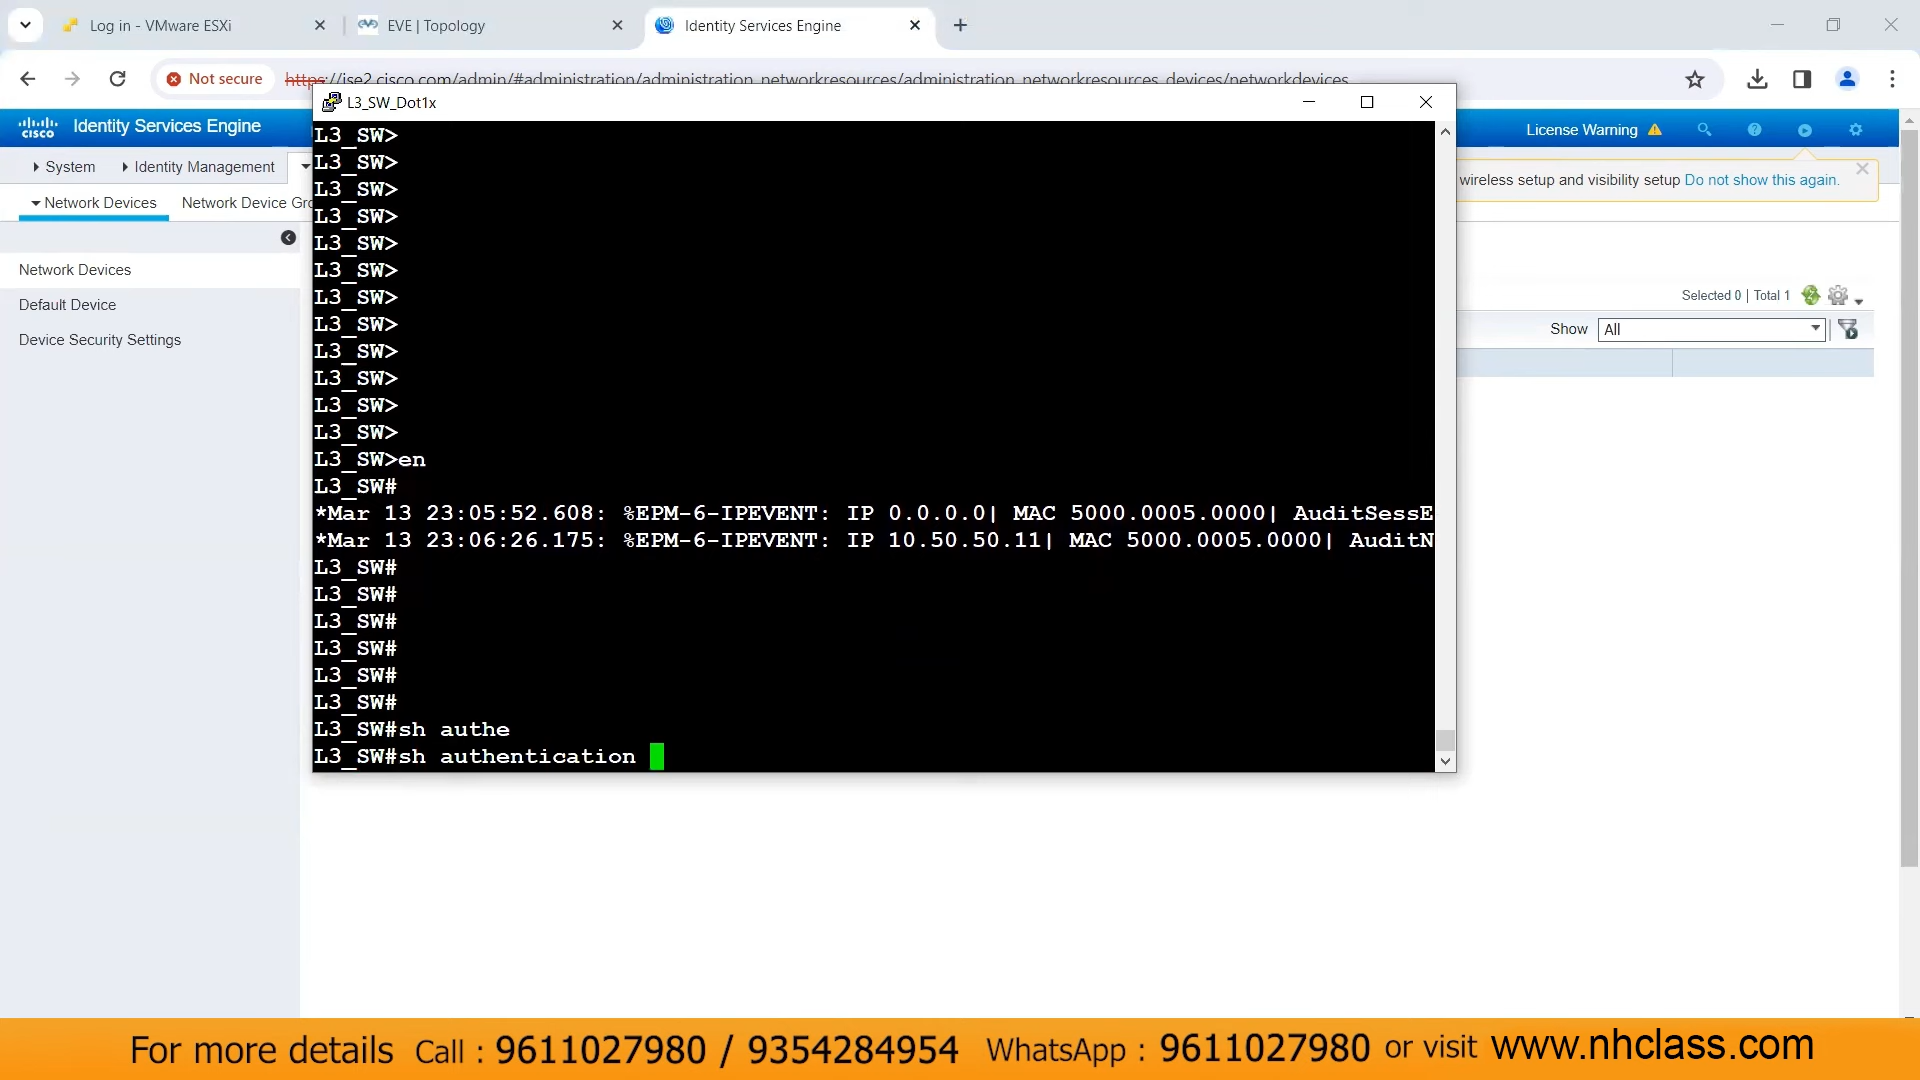 Log in - VMware ESXi
EVE | Topology
Identity Services Engine
Not secure
https://ise2.cisco.com/admin/#administration/administration_networkresources/administration_networkresources_devices/networkdevices
L3_SW_Dot1x
cisco
Identity Services Engine
License Warning
System
Identity Management
wireless setup and visibility setup Do not show this again.
Network Devices
Network Device Gro
Network Devices
Default Device
Device Security Settings
Selected 0 | Total 1
Show
All
L3_SW>
L3_SW>
L3_SW>
L3_SW>
L3_SW>
L3_SW>
L3_SW>
L3_SW>
L3_SW>
L3_SW>
L3_SW>
L3_SW>
L3_SW>en
L3_SW#
*Mar 13 23:05:52.608: %EPM-6-IPEVENT: IP 0.0.0.0| MAC 5000.0005.0000| AuditSessE
*Mar 13 23:06:26.175: %EPM-6-IPEVENT: IP 10.50.50.11| MAC 5000.0005.0000| AuditN
L3_SW#
L3_SW#
L3_SW#
L3_SW#
L3_SW#
L3_SW#
L3_SW#sh authe
L3_SW#sh authentication
For more details Call : 9611027980 / 9354284954 WhatsApp : 9611027980 or visit www.nhclass.com